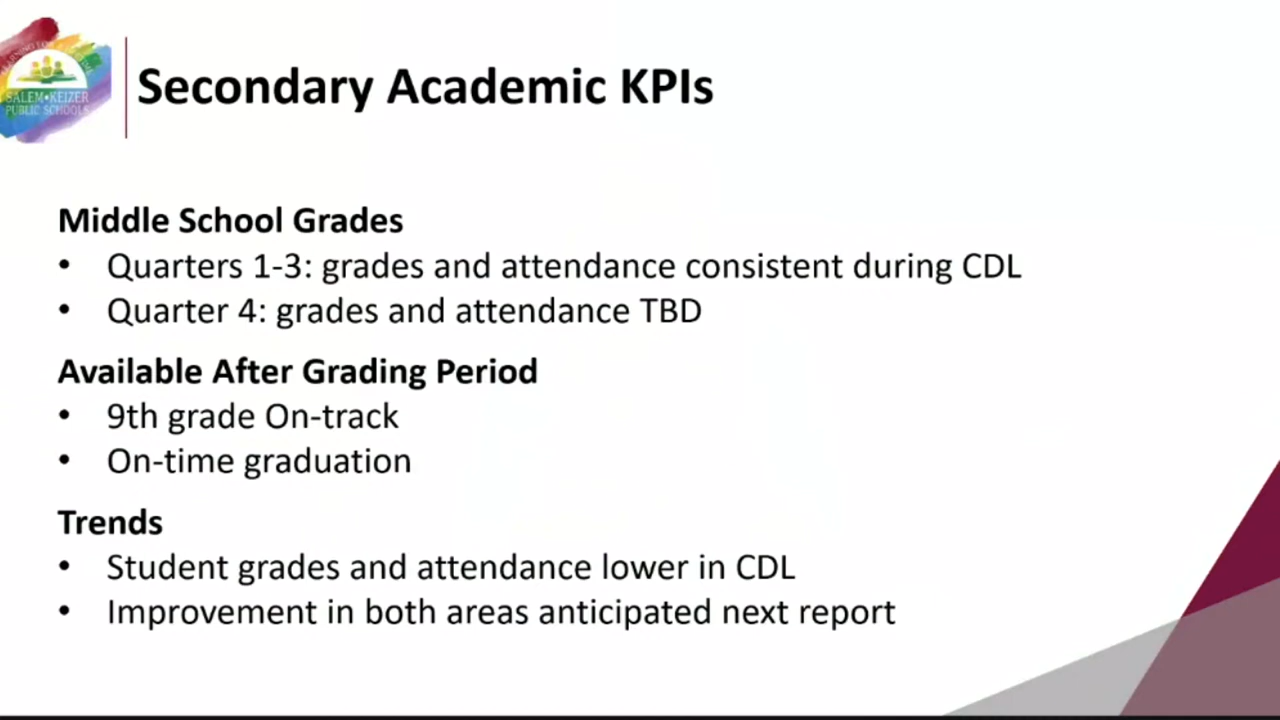 SALEM•KEIZER
PUBLIC SCHOOLS
Secondary Academic KPIs
Middle School Grades
• Quarters 1-3: grades and attendance consistent during CDL
• Quarter 4: grades and attendance TBD
Available After Grading Period
• 9th grade On-track
• On-time graduation
Trends
• Student grades and attendance lower in CDL
• Improvement in both areas anticipated next report